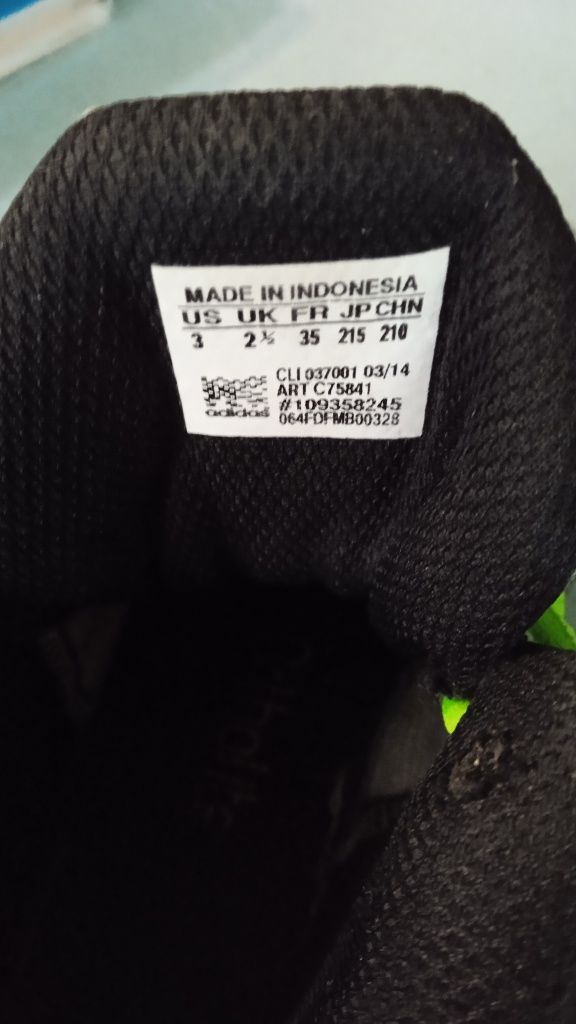 MADE IN INDONESIA
US UK FR JP CHN
3 2½ 35 215 210
CLI 037001 03/14
ART C75841
#109358245
064FDFMB00328
adidas